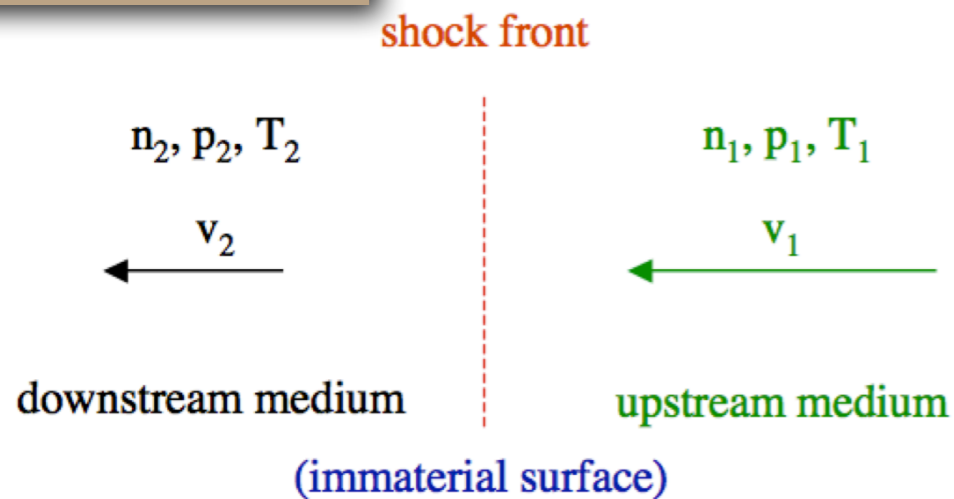 shock front
n₂, p₂, T₂
n₁, p₁, T₁
v₂
v₁
downstream medium
upstream medium
(immaterial surface)